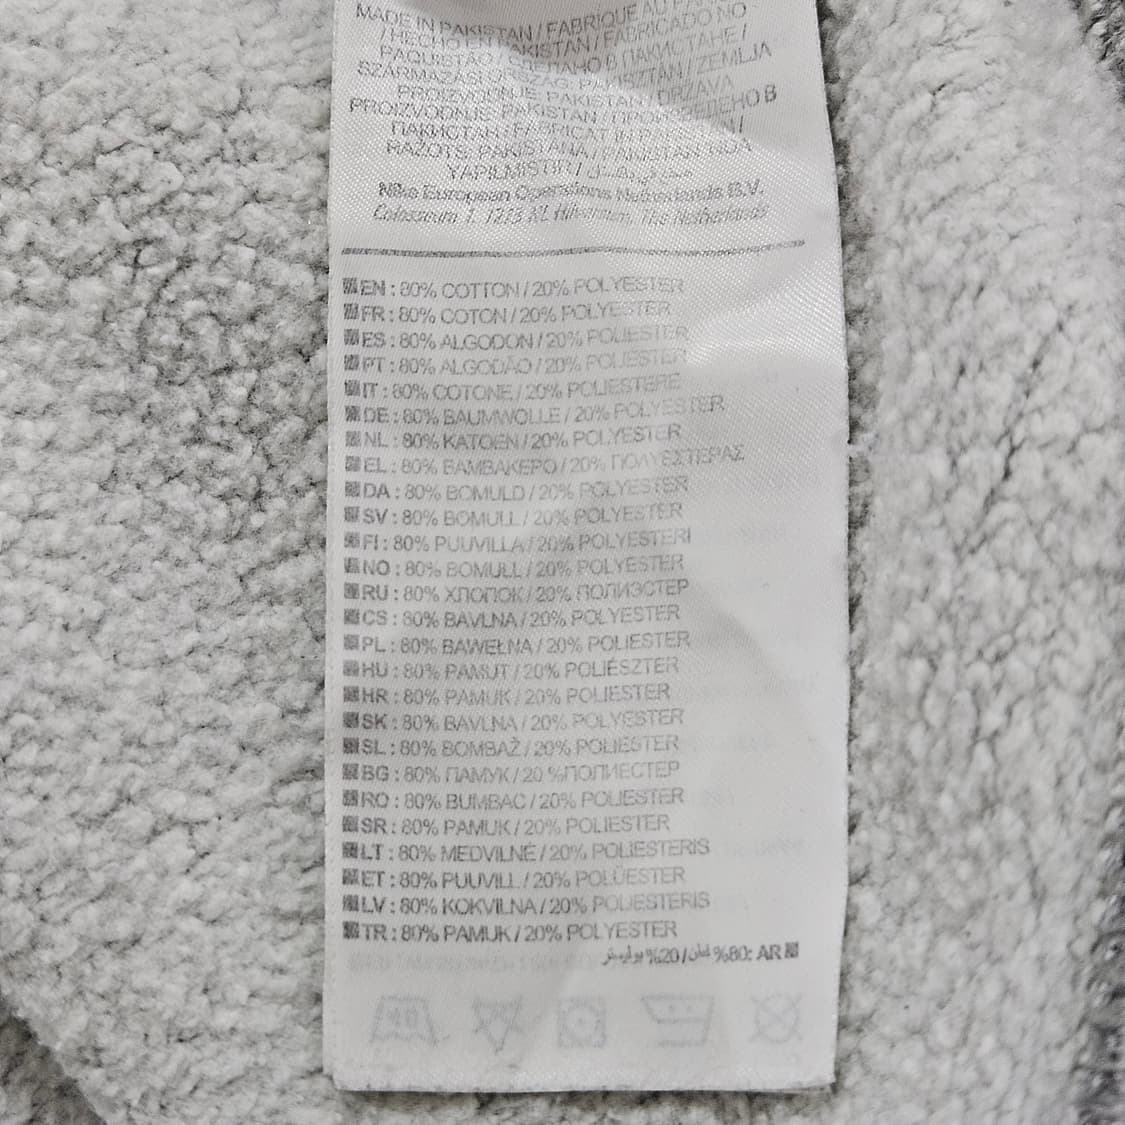 MADE IN PAKISTAN / FABRIQUÉ AU
/ HECHO EN PAKISTAN / FABRICADO NO
PAQUISTÃO / СДЕЛАНО В ПАКИСТАНЕ /
SZÁRMAZÁSI ORSZÁG: PAKISZTÁN / ZEMLJA
PROIZVODNJE: PAKISTAN / DRŽAVA
PROIZVODNJE: PAKISTAN / ПРОИЗВЕДЕНО В
ПАКИСТАН / FABRICAT IN PAKISTAN /
RAŽOTS: PAKISTANA / PAKISTAN'NDA
YAPILMISTIR /
Nike European Operations Netherlands B.V.
Colosseum 1, 1213 NL Hilversum, The Netherlands
EN : 80% COTTON / 20% POLYESTER
FR : 80% COTON / 20% POLYESTER
ES : 80% ALGODON / 20% POLIESTER
PT : 80% ALGODÃO / 20% POLIESTER
IT : 80% COTONE / 20% POLIESTERE
DE : 80% BAUMWOLLE / 20% POLYESTER
NL : 80% KATOEN / 20% POLYESTER
EL : 80% ΒΑΜΒΑΚΕΡΟ / 20% ΠΟΛΥΕΣΤΕΡΑΣ
DA : 80% BOMULD / 20% POLYESTER
SV : 80% BOMULL / 20% POLYESTER
FI : 80% PUUVILLA / 20% POLYESTERI
NO : 80% BOMULL / 20% POLYESTER
RU : 80% ХЛОПОК / 20% ПОЛИЭСТЕР
CS : 80% BAVLNA / 20% POLYESTER
PL : 80% BAWEŁNA / 20% POLIESTER
HU : 80% PAMUT / 20% POLIÉSZTER
HR : 80% PAMUK / 20% POLIESTER
SK : 80% BAVLNA / 20% POLYESTER
SL : 80% BOMBAŽ / 20% POLIESTER
BG : 80% ПАМУК / 20 %ПОЛИЕСТЕР
RO : 80% BUMBAC / 20% POLIESTER
SR : 80% PAMUK / 20% POLIESTER
LT : 80% MEDVILNĖ / 20% POLIESTERIS
ET : 80% PUUVILL / 20% POLÜESTER
LV : 80% KOKVILNA / 20% POLIESTERIS
TR : 80% PAMUK / 20% POLYESTER
AR :80% قطن /20% بوليستر